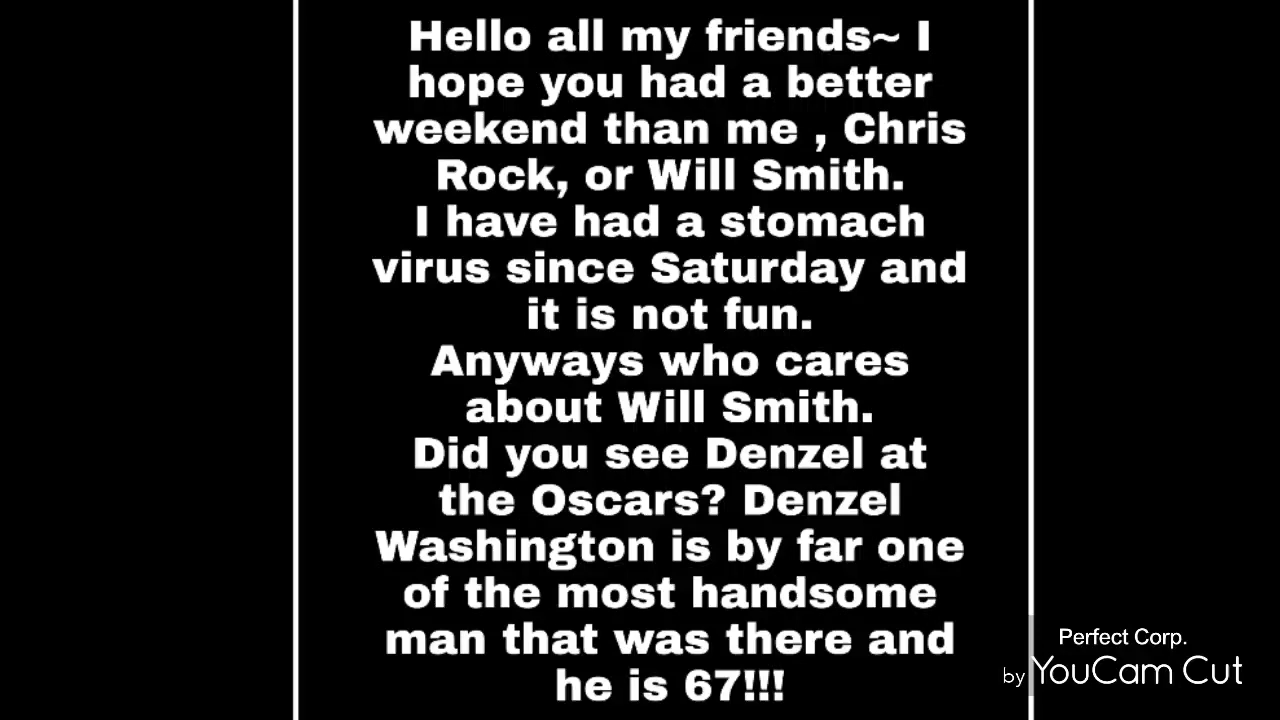 Hello all my friends~ I
hope you had a better
weekend than me , Chris
Rock, or Will Smith.
I have had a stomach
virus since Saturday and
it is not fun.
Anyways who cares
about Will Smith.
Did you see Denzel at
the Oscars? Denzel
Washington is by far one
of the most handsome
man that was there and
he is 67!!!
Perfect Corp.
by YouCam Cut